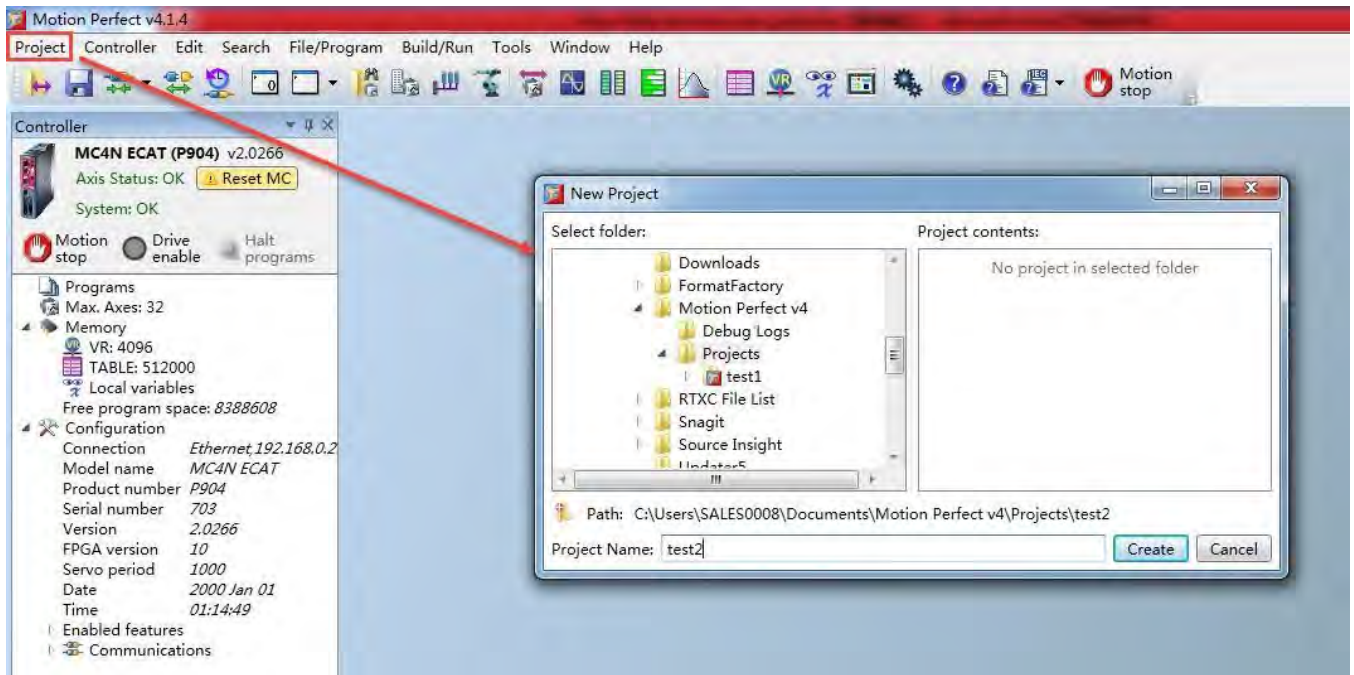 Motion Perfect v4.1.4
Project Controller Edit Search File/Program Build/Run Tools Window Help
0
VR
Motion
stop
Controller
MC4N ECAT (P904) v2.0266
Axis Status: OK Reset MC
System: OK
Motion stop Drive enable Halt programs
Programs
Max. Axes: 32
Memory
VR: 4096
TABLE: 512000
Local variables
Free program space: 8388608
Configuration
Connection Ethernet,192.168.0.2
Model name MC4N ECAT
Product number P904
Serial number 703
Version 2.0266
FPGA version 10
Servo period 1000
Date 2000 Jan 01
Time 01:14:49
Enabled features
Communications
New Project
Select folder:
Downloads
FormatFactory
Motion Perfect v4
Debug Logs
Projects
test1
RTXC File List
Snagit
Source Insight
Updater5
Project contents:
No project in selected folder
Path: C:\Users\SALES0008\Documents\Motion Perfect v4\Projects\test2
Project Name: test2
Create Cancel